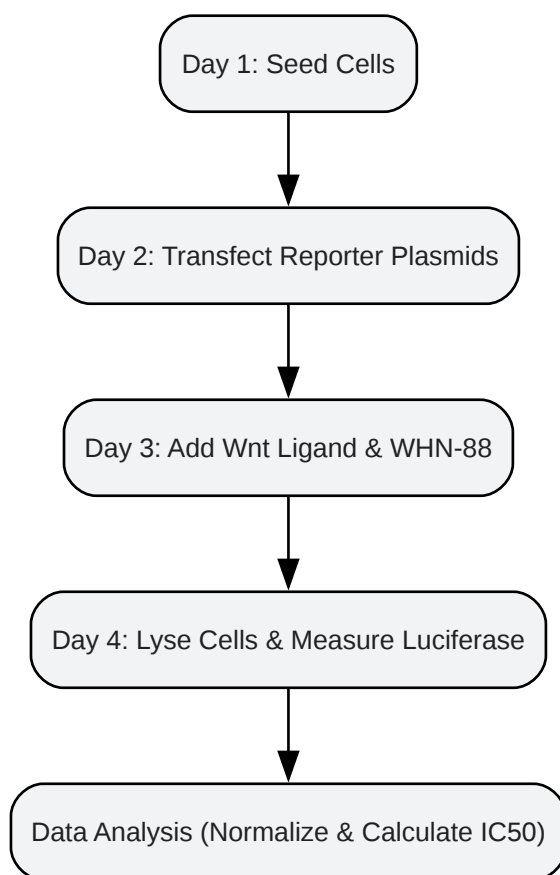 Day 1: Seed Cells
Day 2: Transfect Reporter Plasmids
Day 3: Add Wnt Ligand & WHN-88
Day 4: Lyse Cells & Measure Luciferase
Data Analysis (Normalize & Calculate IC50)